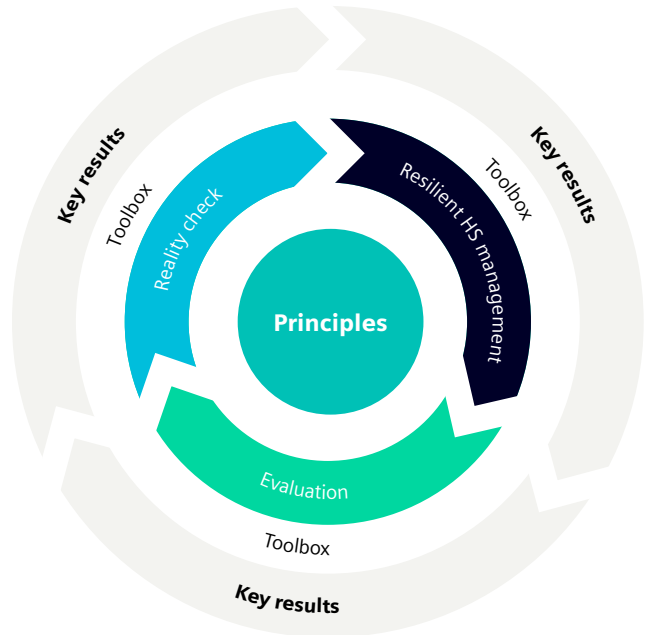 Key results
Key results
Toolbox
Toolbox
Reality check
Resilient HS management
Principles
Evaluation
Toolbox
Key results